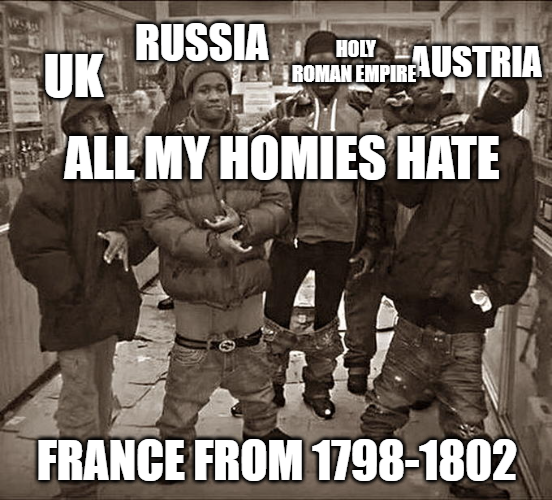 UK
RUSSIA
HOLY
ROMAN EMPIRE
AUSTRIA
ALL MY HOMIES HATE
FRANCE FROM 1798-1802